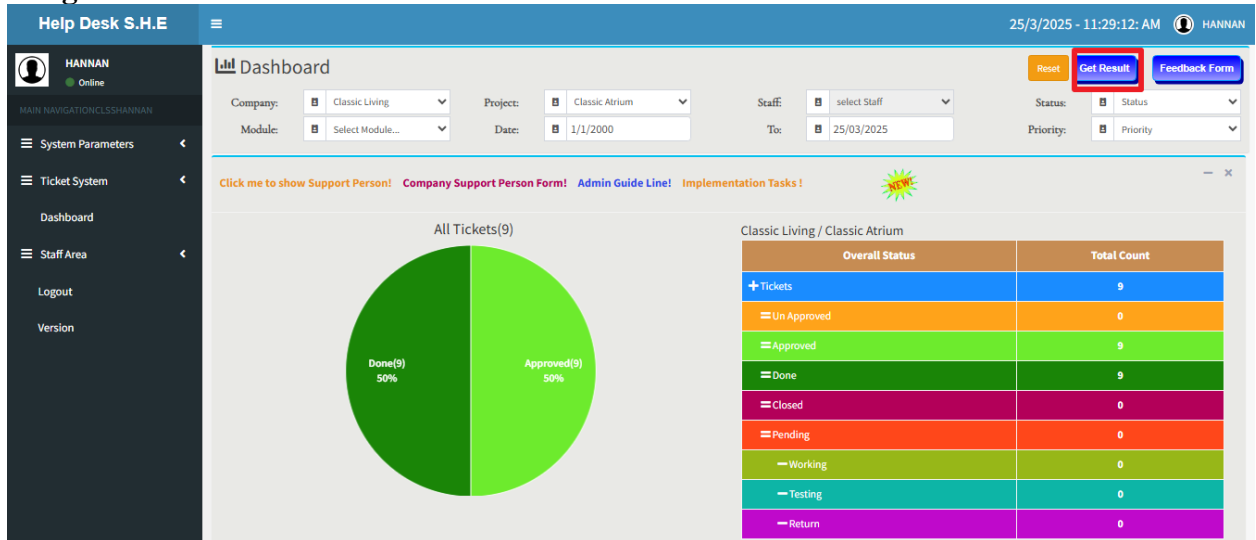 Help Desk S.H.E
25/3/2025 - 11:29:12: AM HANNAN
HANNAN
Online
MAIN NAVIGATIONCLSSHANNAN
System Parameters
Ticket System
Dashboard
Staff Area
Logout
Version
Dashboard
Reset Get Result Feedback Form
Company: Classic Living Project: Classic Atrium Staff: select Staff Status: Status
Module: Select Module... Date: 1/1/2000 To: 25/03/2025 Priority: Priority
Click me to show Support Person! Company Support Person Form! Admin Guide Line! Implementation Tasks ! NEW!
All Tickets(9)
Done(9)
50%
Approved(9)
50%
Classic Living / Classic Atrium
Overall Status Total Count
Tickets 9
Un Approved 0
Approved 9
Done 9
Closed 0
Pending 0
Working 0
Testing 0
Return 0